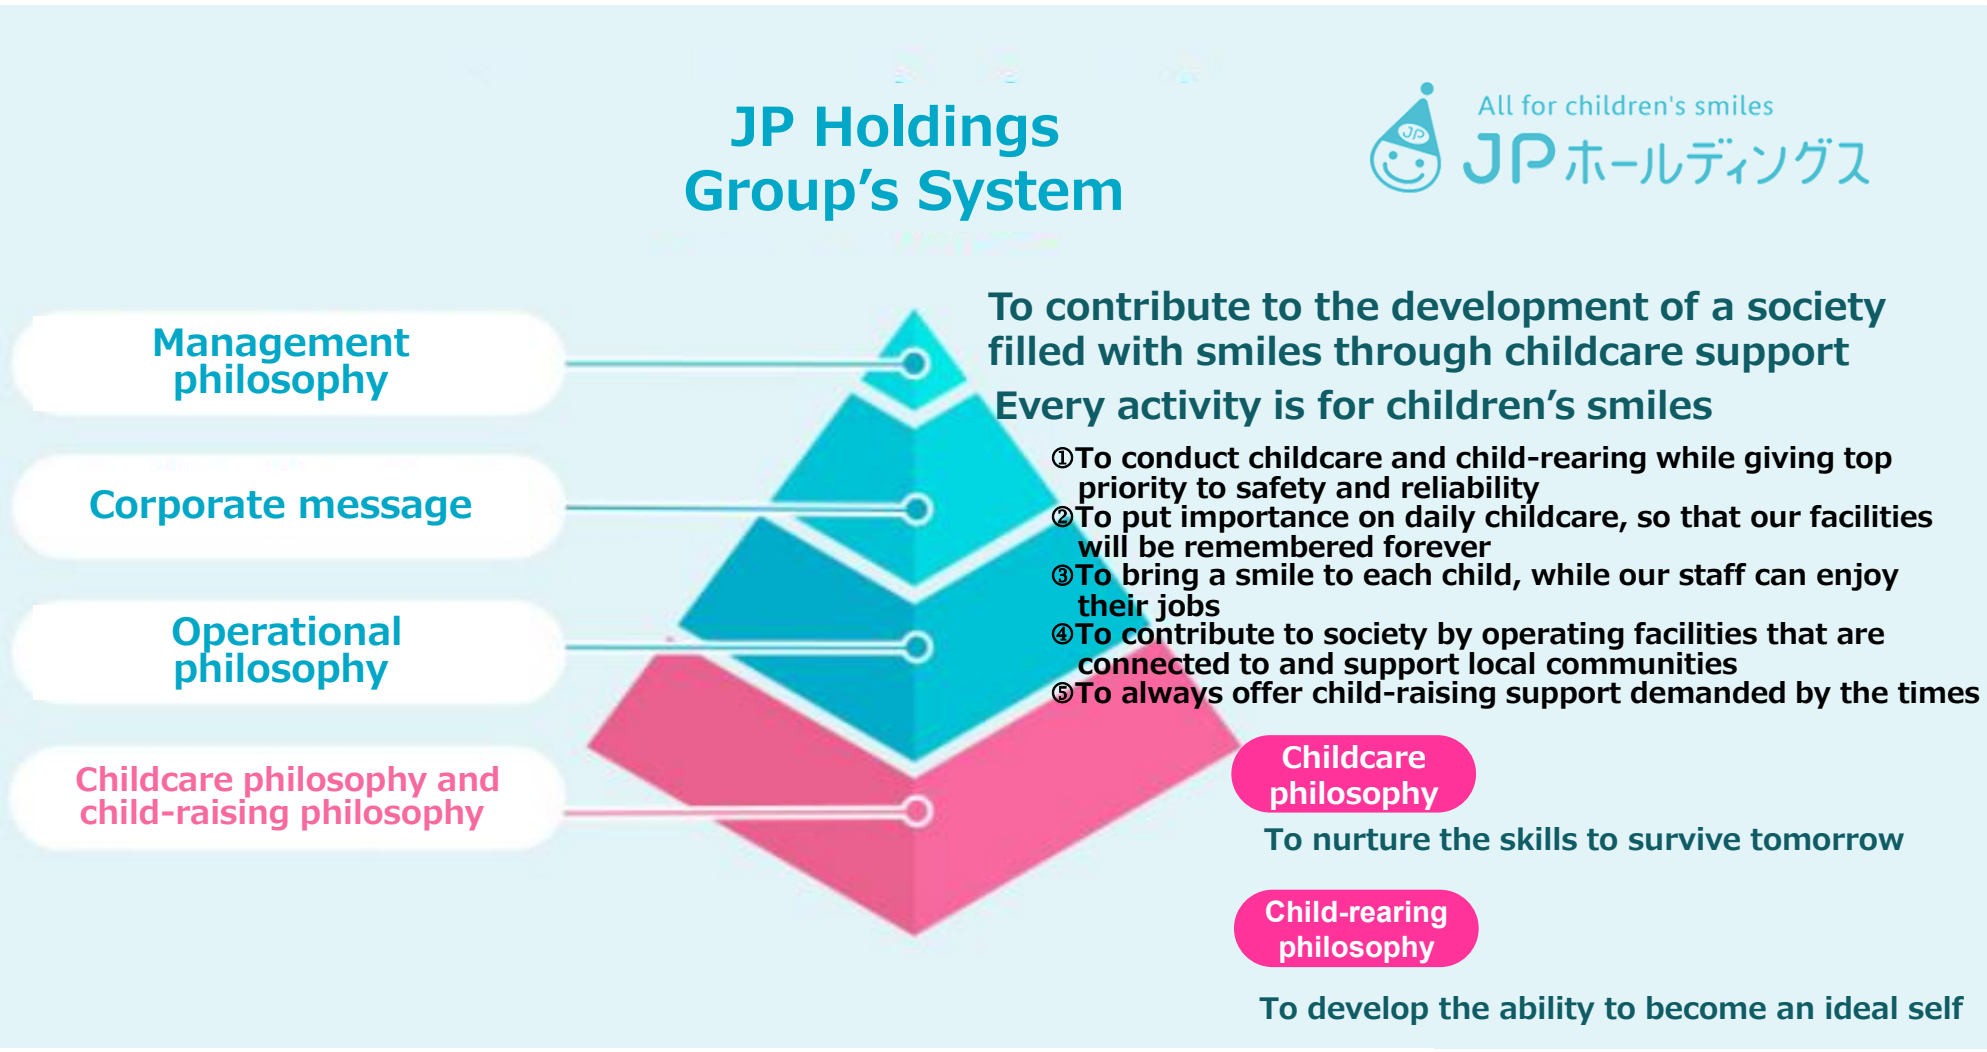 JP Holdings
Group’s System
All for children's smiles
JP
JPホールディングス
Management
philosophy
To contribute to the development of a society
filled with smiles through childcare support
Corporate message
Every activity is for children’s smiles
Operational
philosophy
①To conduct childcare and child-rearing while giving top
priority to safety and reliability
②To put importance on daily childcare, so that our facilities
will be remembered forever
③To bring a smile to each child, while our staff can enjoy
their jobs
④To contribute to society by operating facilities that are
connected to and support local communities
⑤To always offer child-raising support demanded by the times
Childcare philosophy and
child-raising philosophy
Childcare
philosophy
To nurture the skills to survive tomorrow
Child-rearing
philosophy
To develop the ability to become an ideal self